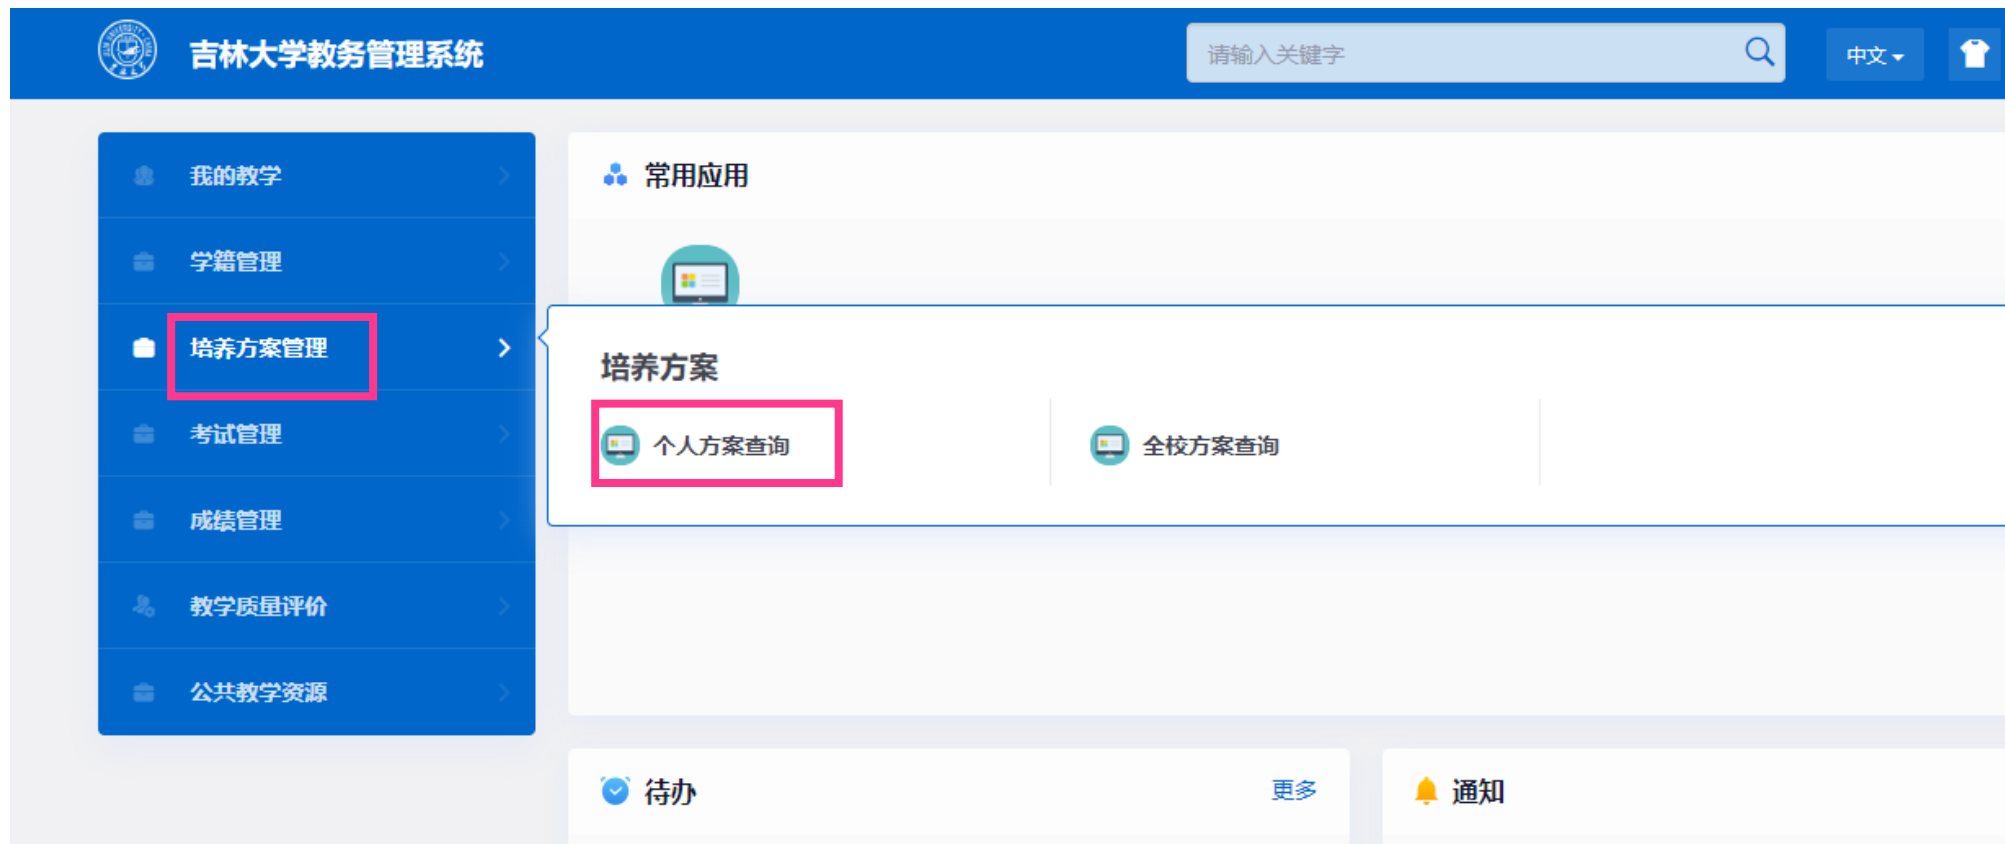 吉林大学教务管理系统
请输入关键字
中文
我的教学
学籍管理
培养方案管理
考试管理
成绩管理
教学质量评价
公共教学资源
常用应用
培养方案
个人方案查询
全校方案查询
待办
更多
通知